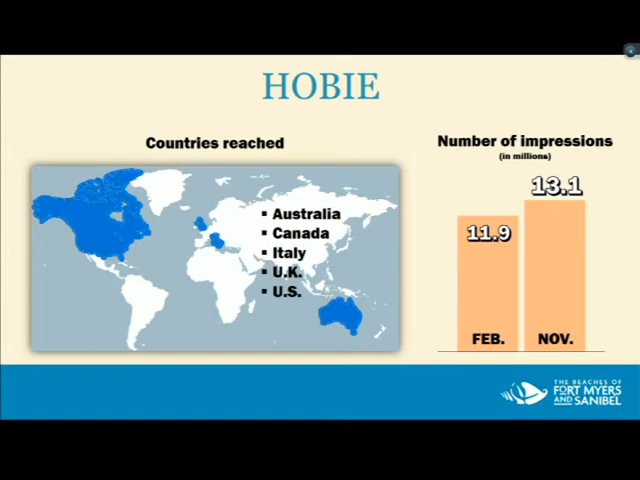 HOBIE
Countries reached
▪ Australia
▪ Canada
▪ Italy
▪ U.K.
▪ U.S.
Number of impressions
(in millions)
13.1
11.9
FEB.
NOV.
THE BEACHES OF
FORT MYERS
AND SANIBEL